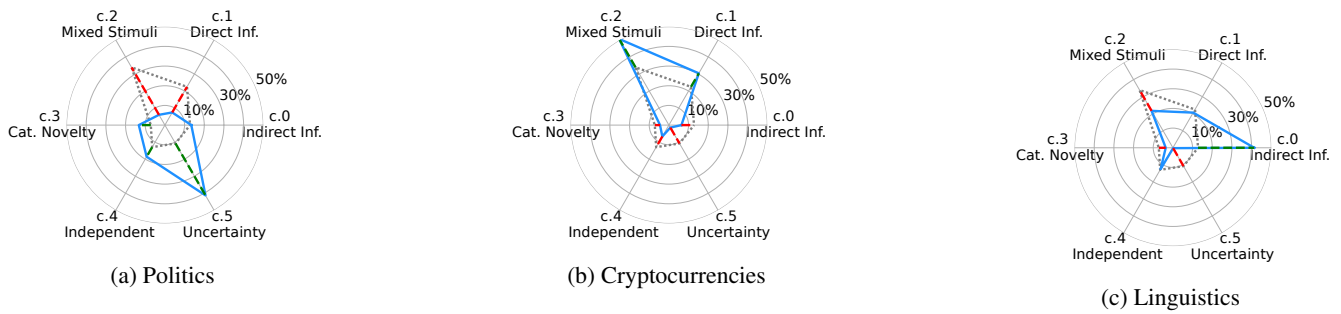 c.2
Mixed Stimuli
c.1
Direct Inf.
50%
30%
10%
c.3
Cat. Novelty
c.0
Indirect Inf.
c.4
Independent
c.5
Uncertainty
(a) Politics
c.2
Mixed Stimuli
c.1
Direct Inf.
50%
30%
10%
c.3
Cat. Novelty
c.0
Indirect Inf.
c.4
Independent
c.5
Uncertainty
(b) Cryptocurrencies
c.2
Mixed Stimuli
c.1
Direct Inf.
50%
30%
10%
c.3
Cat. Novelty
c.0
Indirect Inf.
c.4
Independent
c.5
Uncertainty
(c) Linguistics